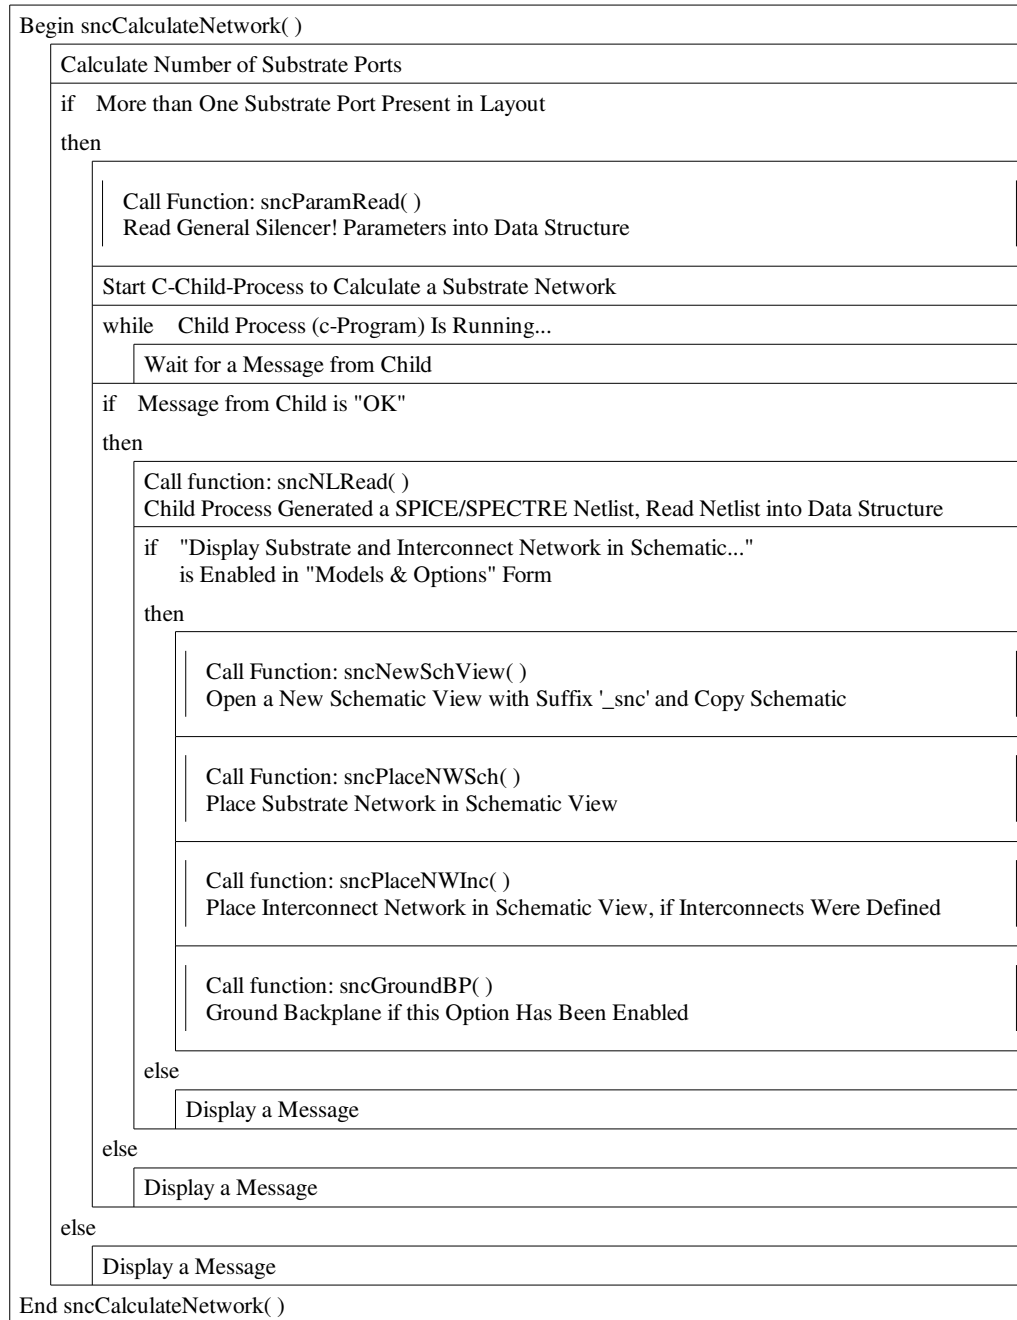 Begin sncCalculateNetwork( )
Calculate Number of Substrate Ports
if More than One Substrate Port Present in Layout
then
Call Function: sncParamRead( )
Read General Silencer! Parameters into Data Structure
Start C-Child-Process to Calculate a Substrate Network
while Child Process (c-Program) Is Running...
Wait for a Message from Child
if Message from Child is "OK"
then
Call function: sncNLRead( )
Child Process Generated a SPICE/SPECTRE Netlist, Read Netlist into Data Structure
if "Display Substrate and Interconnect Network in Schematic..."
is Enabled in "Models & Options" Form
then
Call Function: sncNewSchView( )
Open a New Schematic View with Suffix '_snc' and Copy Schematic
Call Function: sncPlaceNWSch( )
Place Substrate Network in Schematic View
Call function: sncPlaceNWInc( )
Place Interconnect Network in Schematic View, if Interconnects Were Defined
Call function: sncGroundBP( )
Ground Backplane if this Option Has Been Enabled
else
Display a Message
else
Display a Message
else
Display a Message
End sncCalculateNetwork( )